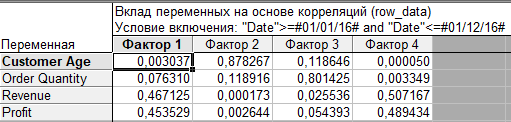 Вклад переменных на основе корреляций (row_data)
Условие включения: "Date">=#01/01/16# and "Date"<=#01/12/16#
Переменная Фактор 1 Фактор 2 Фактор 3 Фактор 4
Customer Age 0,003037 0,878267 0,118646 0,000050
Order Quantity 0,076310 0,118916 0,801425 0,003349
Revenue 0,467125 0,000173 0,025536 0,507167
Profit 0,453529 0,002644 0,054393 0,489434